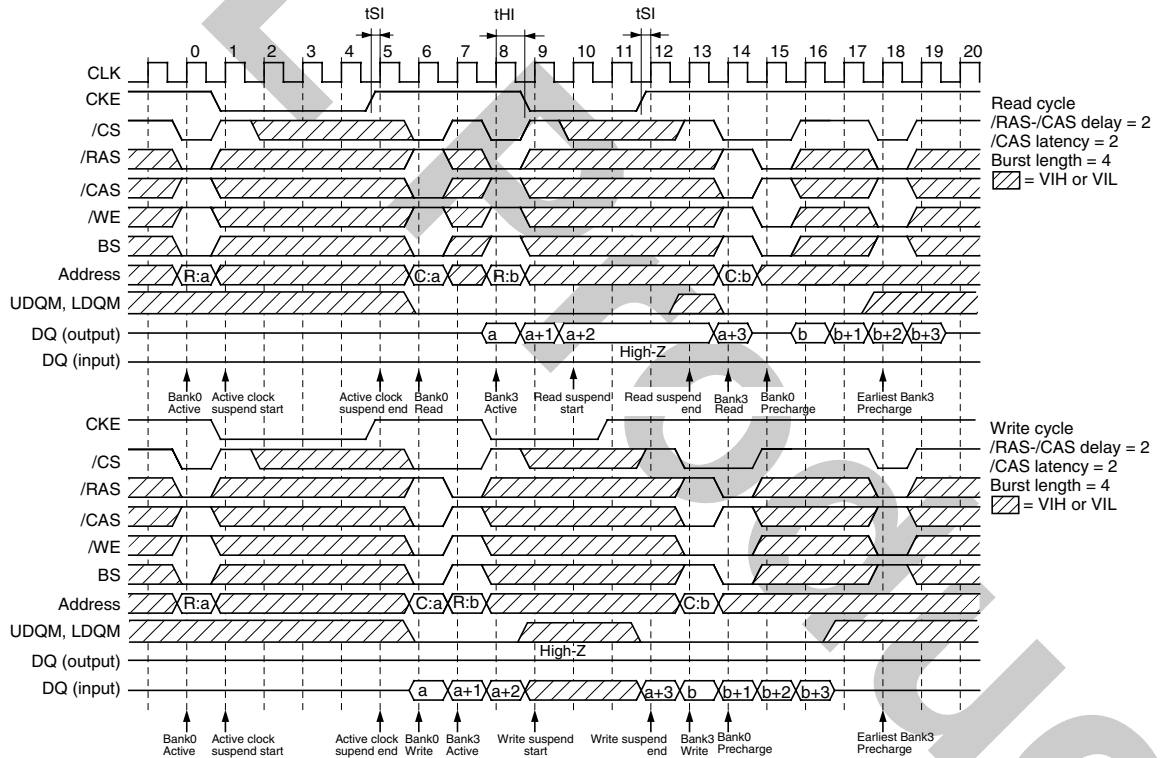 tSI tHI tSI
0 1 2 3 4 5 6 7 8 9 10 11 12 13 14 15 16 17 18 19 20
CLK
CKE
/CS
/RAS
/CAS
/WE
BS
Address R:a C:a R:b C:b
UDQM, LDQM
DQ (output) a a+1 a+2 a+3 b b+1 b+2 b+3
High-Z
DQ (input)
Bank0 Active
Active clock suspend start
Active clock suspend end
Bank0 Read
Bank3 Active
Read suspend start
Read suspend end
Bank3 Read
Bank0 Precharge
Earliest Bank3 Precharge
Read cycle
/RAS-/CAS delay = 2
/CAS latency = 2
Burst length = 4
= VIH or VIL
CKE
/CS
/RAS
/CAS
/WE
BS
Address R:a C:a R:b C:b
UDQM, LDQM
High-Z
DQ (output)
DQ (input) a a+1 a+2 a+3 b b+1 b+2 b+3
Bank0 Active
Active clock suspend start
Active clock supend end
Bank0 Write
Bank3 Active
Write suspend start
Write suspend end
Bank3 Write
Bank0 Precharge
Earliest Bank3 Precharge
Write cycle
/RAS-/CAS delay = 2
/CAS latency = 2
Burst length = 4
= VIH or VIL